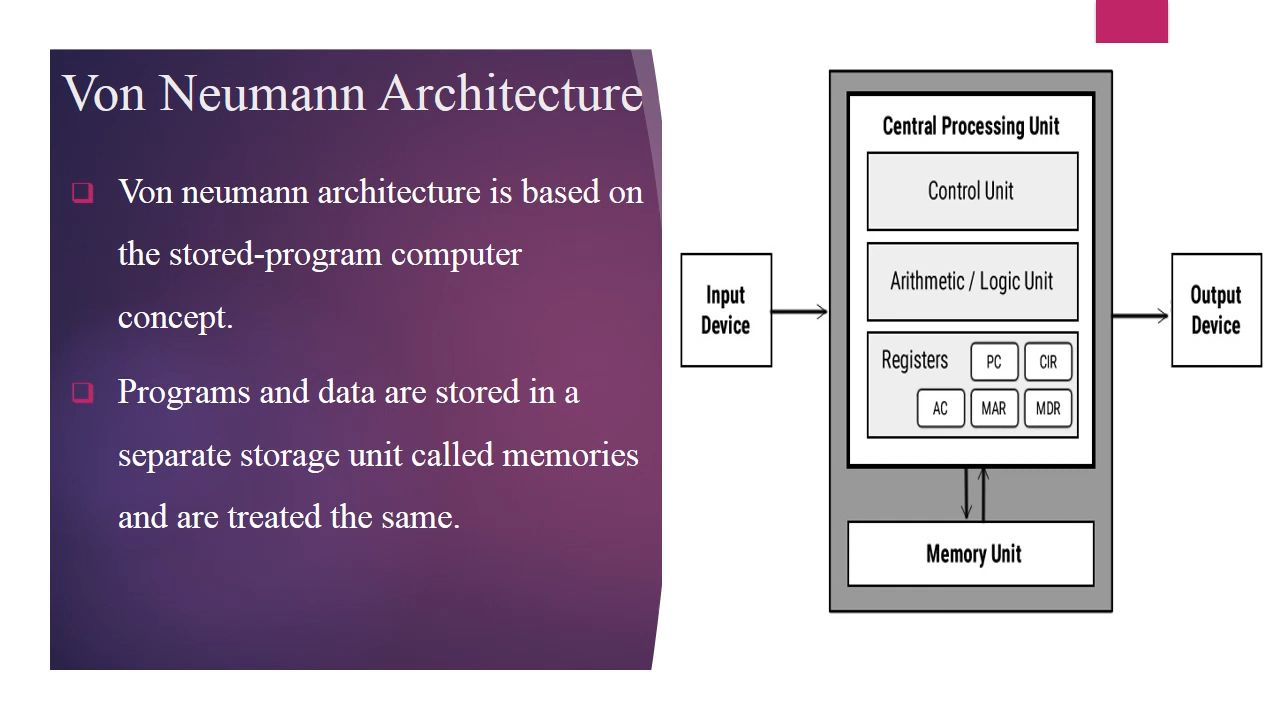 Von Neumann Architecture
Von neumann architecture is based on
the stored-program computer
concept.
Programs and data are stored in a
separate storage unit called memories
and are treated the same.
Input
Device
Central Processing Unit
Control Unit
Arithmetic / Logic Unit
Registers PC CIR
AC MAR MDR
Memory Unit
Output
Device